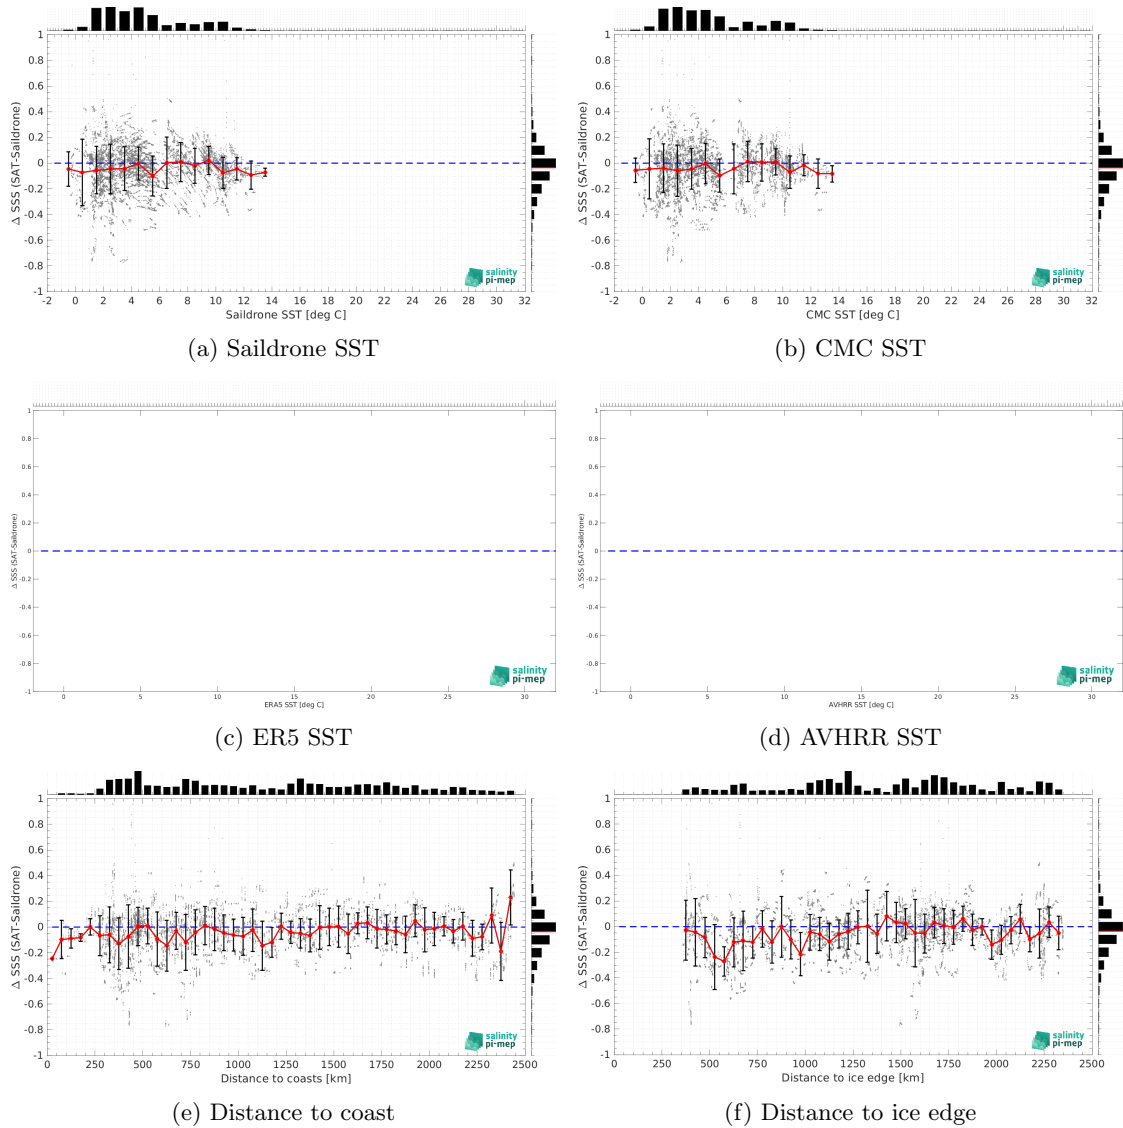 1
0.8
0.6
0.4
0.2
0
-0.2
-0.4
-0.6
-0.8
-1
Δ SSS (SAT-Saildrone)
-2 0 2 4 6 8 10 12 14 16 18 20 22 24 26 28 30 32
Saildrone SST [deg C]
salinity
pi-mep
(a) Saildrone SST
1
0.8
0.6
0.4
0.2
0
-0.2
-0.4
-0.6
-0.8
-1
Δ SSS (SAT-Saildrone)
-2 0 2 4 6 8 10 12 14 16 18 20 22 24 26 28 30 32
CMC SST [deg C]
salinity
pi-mep
(b) CMC SST
1
0.8
0.6
0.4
0.2
0
-0.2
-0.4
-0.6
-0.8
-1
Δ SSS (SAT-Saildrone)
0 5 10 15 20 25 30
ERA5 SST [deg C]
salinity
pi-mep
(c) ER5 SST
1
0.8
0.6
0.4
0.2
0
-0.2
-0.4
-0.6
-0.8
-1
Δ SSS (SAT-Saildrone)
0 5 10 15 20 25 30
AVHRR SST [deg C]
salinity
pi-mep
(d) AVHRR SST
1
0.8
0.6
0.4
0.2
0
-0.2
-0.4
-0.6
-0.8
-1
Δ SSS (SAT-Saildrone)
0 250 500 750 1000 1250 1500 1750 2000 2250 2500
Distance to coasts [km]
salinity
pi-mep
(e) Distance to coast
1
0.8
0.6
0.4
0.2
0
-0.2
-0.4
-0.6
-0.8
-1
Δ SSS (SAT-Saildrone)
0 250 500 750 1000 1250 1500 1750 2000 2250 2500
Distance to ice edge [km]
salinity
pi-mep
(f) Distance to ice edge